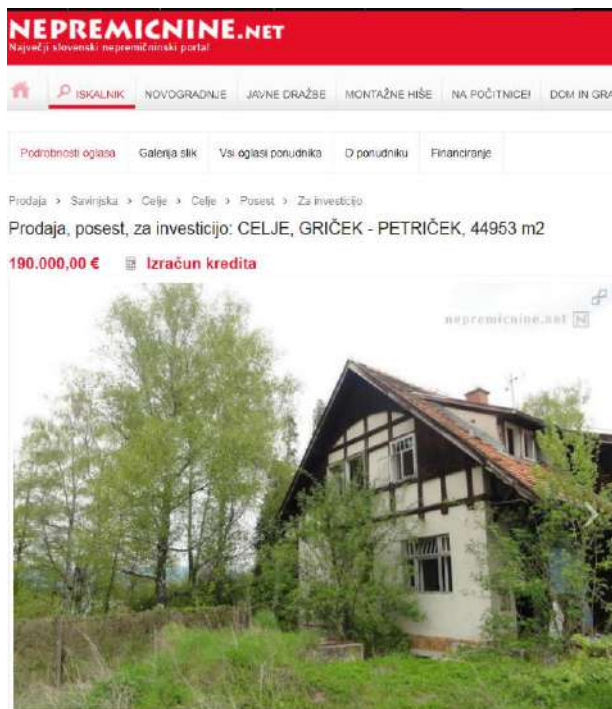 NEPREMICNINE.NET
Največji slovenski nepremičninski portal
ISKALNIK NOVOGRADNJE JAVNE DRAŽBE MONTAŽNE HIŠE NA POČITNICE! DOM IN GRA
Podrobnosti oglasa Galerija slik Vsi oglasi ponudnika O ponudniku Financiranje
Prodaja > Savinjska > Celje > Celje > Posest > Za investicijo
Prodaja, posest, za investicijo: CELJE, GRIČEK - PETRIČEK, 44953 m2
190.000,00 € Izračun kredita
nepremicnine.net N